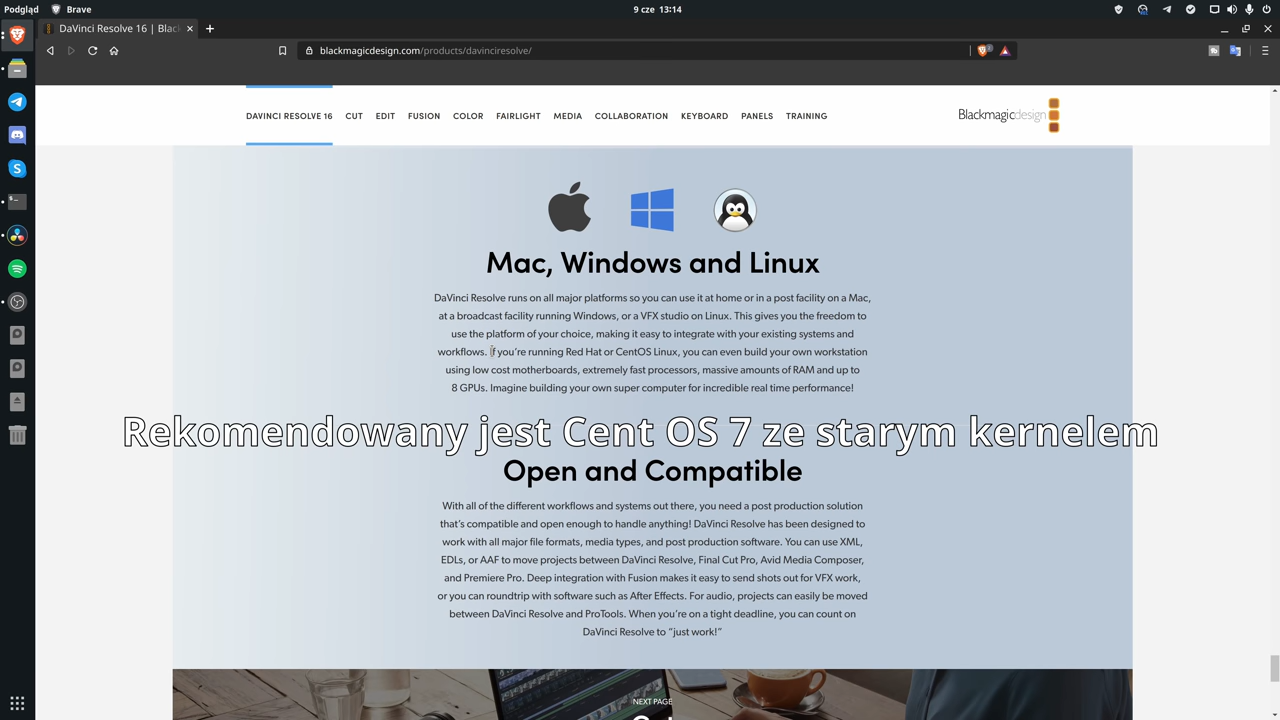 Podgląd
Brave
9 cze 13:14
DaVinci Resolve 16 | Blac
blackmagicdesign.com/products/davinciresolve/
DAVINCI RESOLVE 16 CUT EDIT FUSION COLOR FAIRLIGHT MEDIA COLLABORATION KEYBOARD PANELS TRAINING
Blackmagicdesign
Mac, Windows and Linux
DaVinci Resolve runs on all major platforms so you can use it at home or in a post facility on a Mac,
at a broadcast facility running Windows, or a VFX studio on Linux. This gives you the freedom to
use the platform of your choice, making it easy to integrate with your existing systems and
workflows. If you're running Red Hat or CentOS Linux, you can even build your own workstation
using low cost motherboards, extremely fast processors, massive amounts of RAM and up to
8 GPUs. Imagine building your own super computer for incredible real time performance!
Rekomendowany jest Cent OS 7 ze starym kernelem
Open and Compatible
With all of the different workflows and systems out there, you need a post production solution
that's compatible and open enough to handle anything! DaVinci Resolve has been designed to
work with all major file formats, media types, and post production software. You can use XML,
EDLs, or AAF to move projects between DaVinci Resolve, Final Cut Pro, Avid Media Composer,
and Premiere Pro. Deep integration with Fusion makes it easy to send shots out for VFX work,
or you can roundtrip with software such as After Effects. For audio, projects can easily be moved
between DaVinci Resolve and ProTools. When you're on a tight deadline, you can count on
DaVinci Resolve to “just work!”
NEXT PAGE